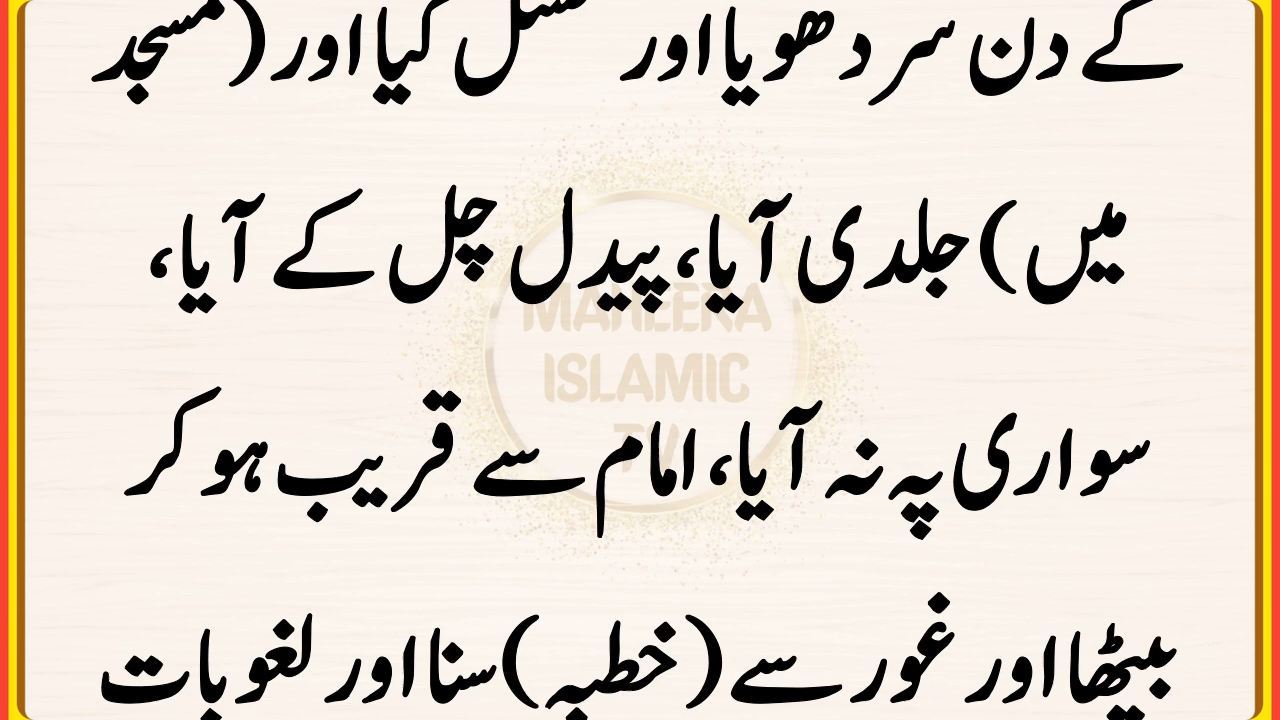 کے دن سر دھویا اور غسل کیا اور (مسجد
میں) جلدی آیا، پیدل چل کے آیا،
سواری پہ نہ آیا، امام سے قریب ہو کر
بیٹھا اور غور سے (خطبہ) سنا اور لغو بات
MAHEERA
ISLAMIC
TV